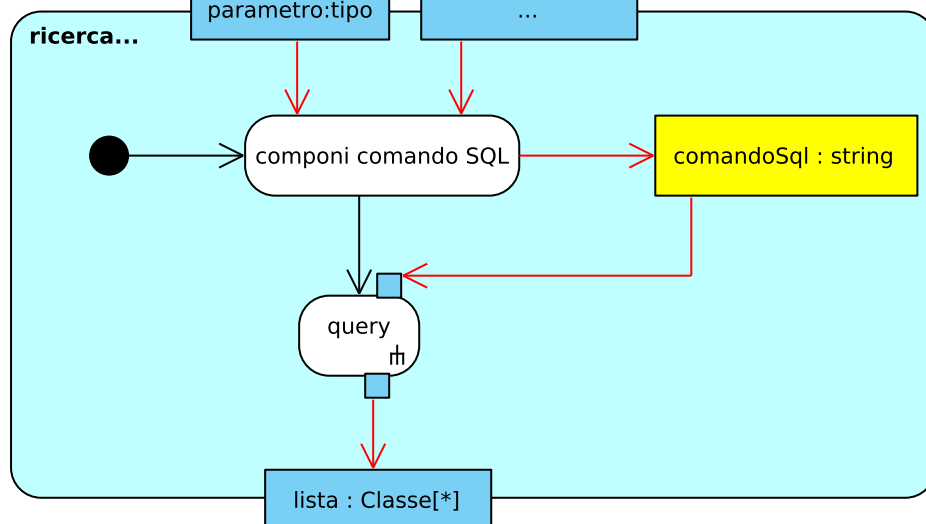 parametro:tipo
...
ricerca...
componi comando SQL
comandoSql : string
query
lista : Classe[*]